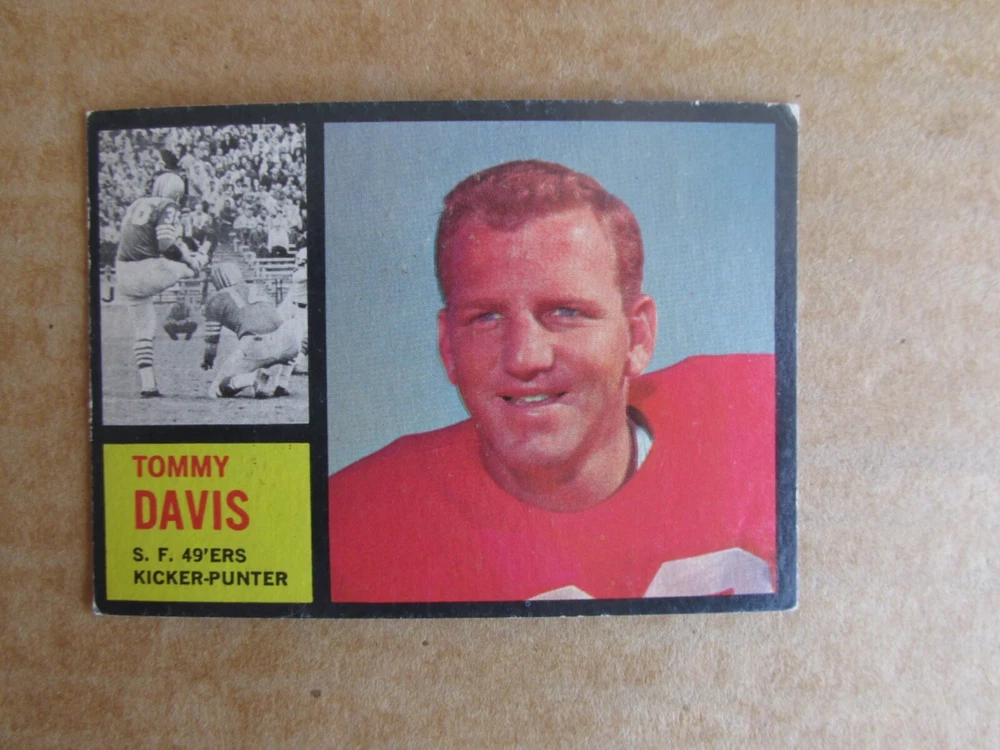 TOMMY
DAVIS
S. F. 49'ERS
KICKER-PUNTER